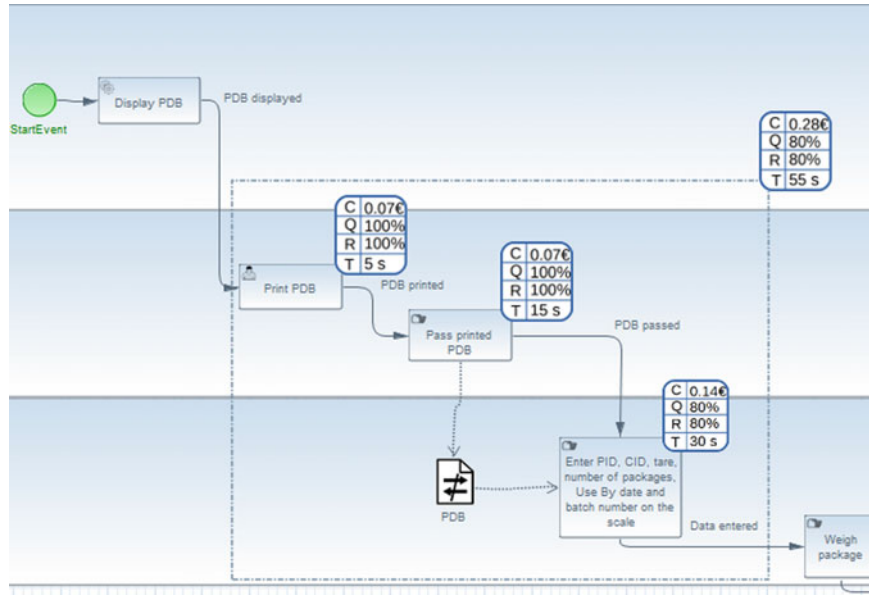 Display PDB
PDB displayed
StartEvent
C 0.28€
Q 80%
R 80%
T 55 s
C 0.07€
Q 100%
R 100%
T 5 s
Print PDB
PDB printed
C 0.07€
Q 100%
R 100%
T 15 s
Pass printed
PDB
PDB passed
C 0.14€
Q 80%
R 80%
T 30 s
Enter PID, CID, tare,
number of packages,
Use By date and
batch number on the
scale
PDB
Data entered
Weigh
package